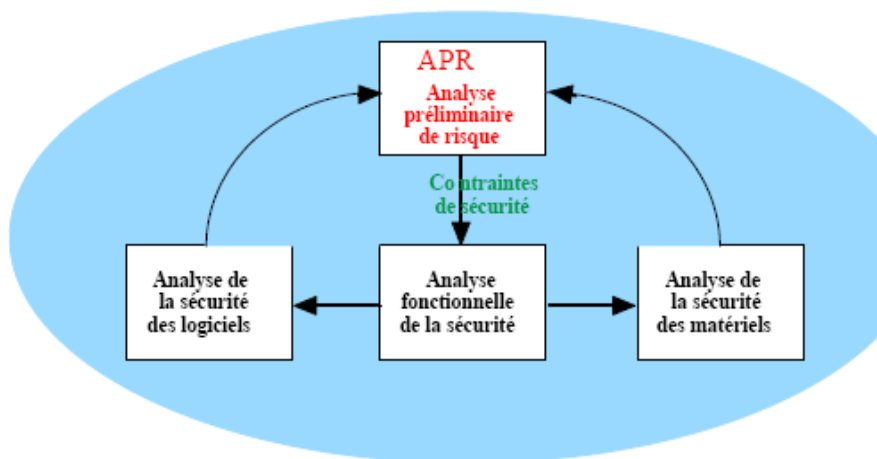 APR
Analyse
préliminaire
de risque
Contraintes
de sécurité
Analyse de
la sécurité
des logiciels
Analyse
fonctionnelle
de la sécurité
Analyse de
la sécurité
des matériels